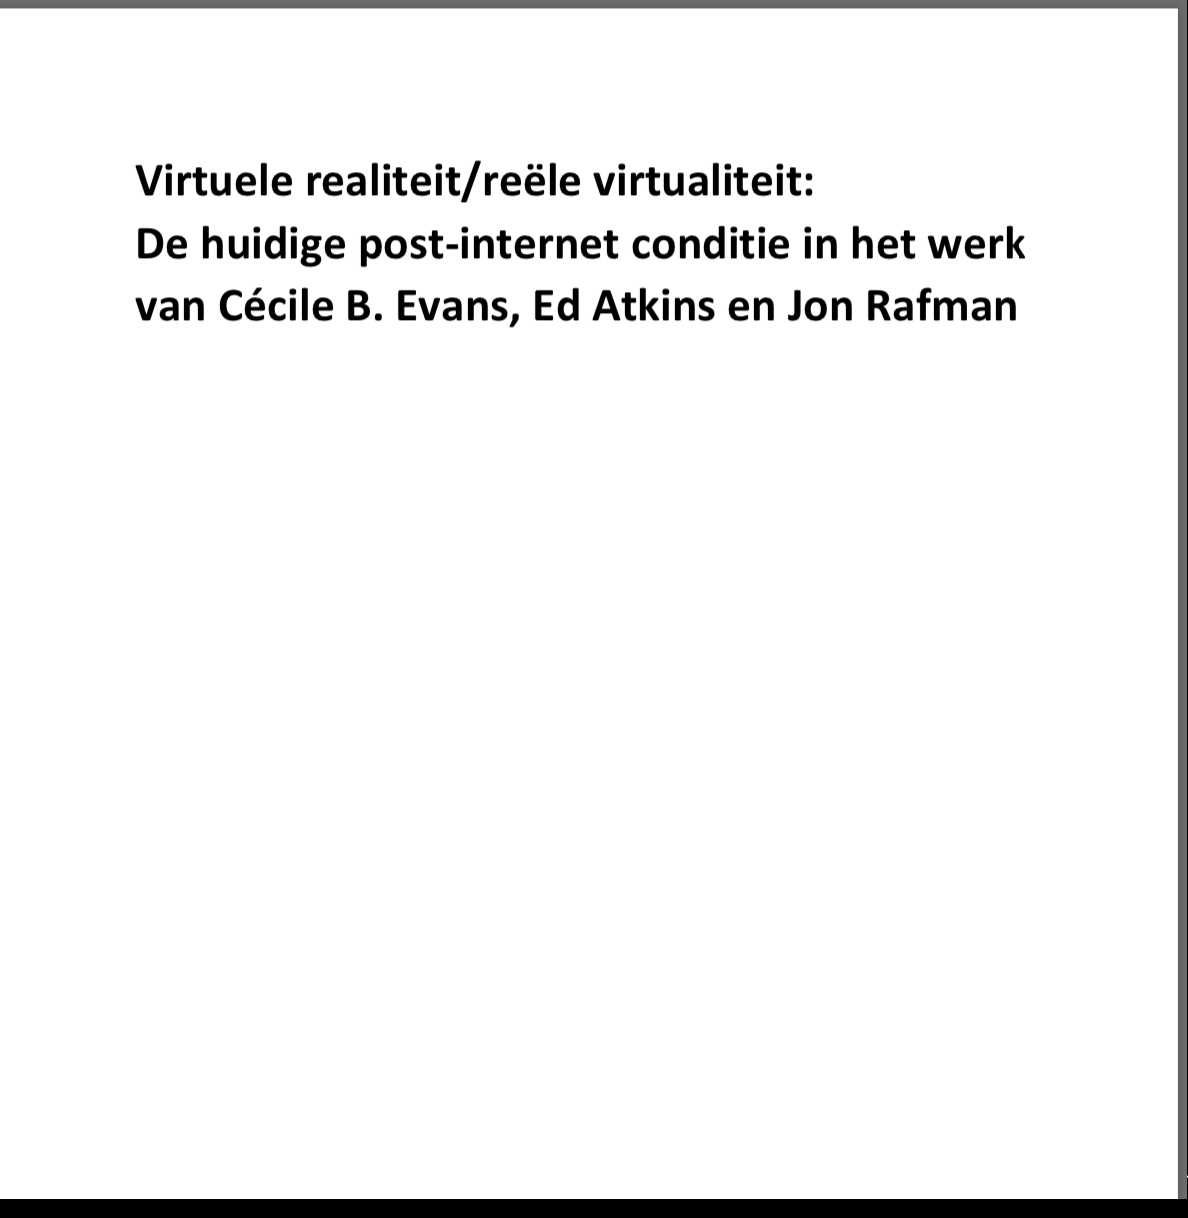 Virtuele realiteit/reële virtualiteit:
De huidige post-internet conditie in het werk
van Cécile B. Evans, Ed Atkins en Jon Rafman